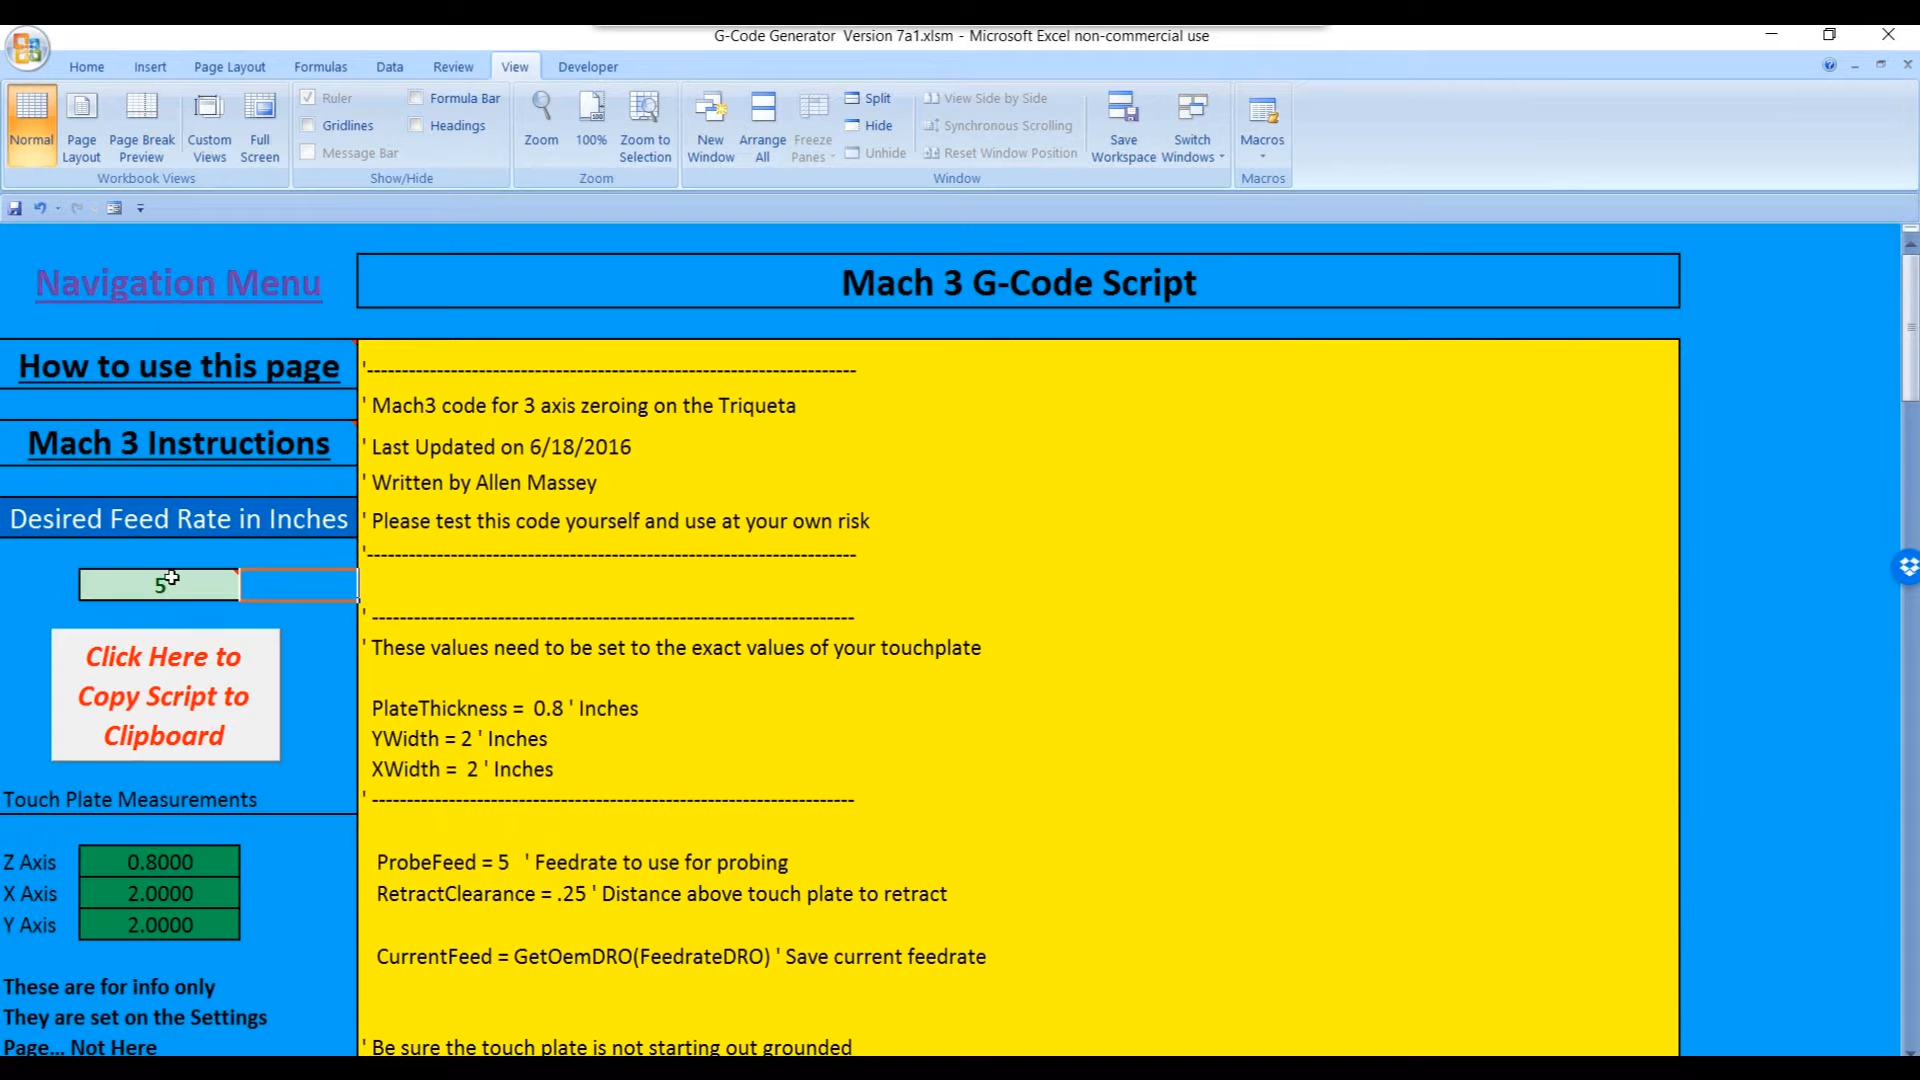 G-Code Generator Version 7a1.xlsm - Microsoft Excel non-commercial use
Home Insert Page Layout Formulas Data Review View Developer
Normal
Page Layout
Page Break Preview
Custom Views
Full Screen
Workbook Views
Ruler
Gridlines
Message Bar
Formula Bar
Headings
Show/Hide
Zoom
100%
Zoom to Selection
Zoom
New Window
Arrange All
Freeze Panes
Split
Hide
Unhide
View Side by Side
Synchronous Scrolling
Reset Window Position
Save Workspace
Switch Windows
Window
Macros
Macros
Navigation Menu
Mach 3 G-Code Script
How to use this page
Mach 3 Instructions
Desired Feed Rate in Inches
5
Click Here to
Copy Script to
Clipboard
Touch Plate Measurements
Z Axis 0.8000
X Axis 2.0000
Y Axis 2.0000
These are for info only
They are set on the Settings
Page... Not Here
'----------------------------------------------------------------------
' Mach3 code for 3 axis zeroing on the Triqueta
' Last Updated on 6/18/2016
' Written by Allen Massey
' Please test this code yourself and use at your own risk
'----------------------------------------------------------------------
' ---------------------------------------------------------------------
' These values need to be set to the exact values of your touchplate
PlateThickness = 0.8 ' Inches
YWidth = 2 ' Inches
XWidth = 2 ' Inches
' ---------------------------------------------------------------------
ProbeFeed = 5 ' Feedrate to use for probing
RetractClearance = .25 ' Distance above touch plate to retract
CurrentFeed = GetOemDRO(FeedrateDRO) ' Save current feedrate
' Be sure the touch plate is not starting out grounded